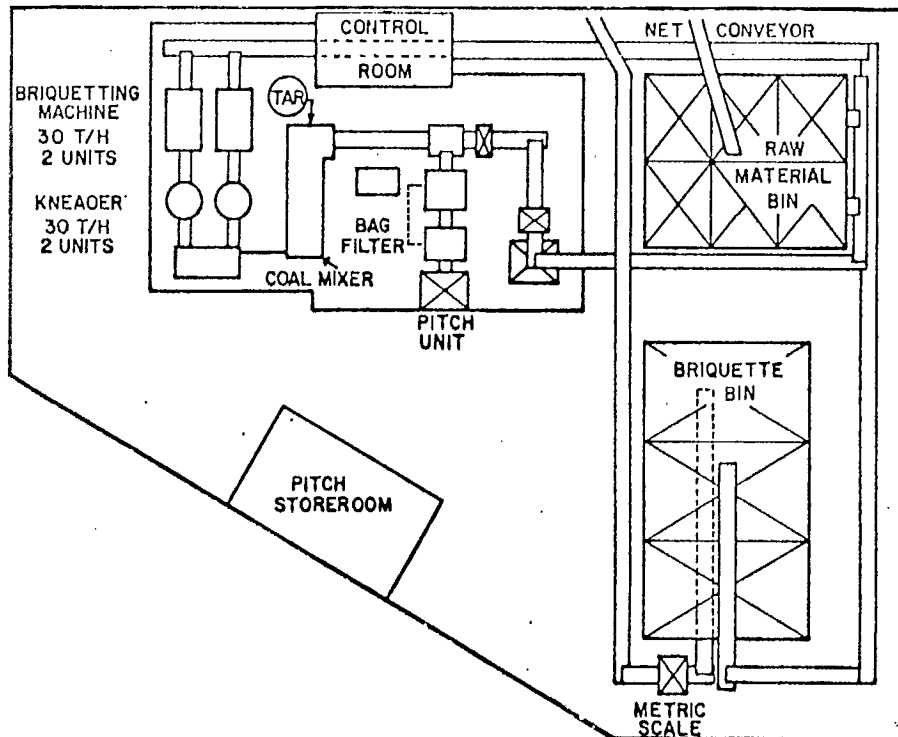 CONTROL
ROOM
NET CONVEYOR
BRIQUETTING
MACHINE
30 T/H
2 UNITS
TAR
RAW
MATERIAL
BIN
KNEAOER
30 T/H
2 UNITS
BAG
FILTER
COAL MIXER
PITCH
UNIT
BRIQUETTE
BIN
PITCH
STOREROOM
METRIC
SCALE